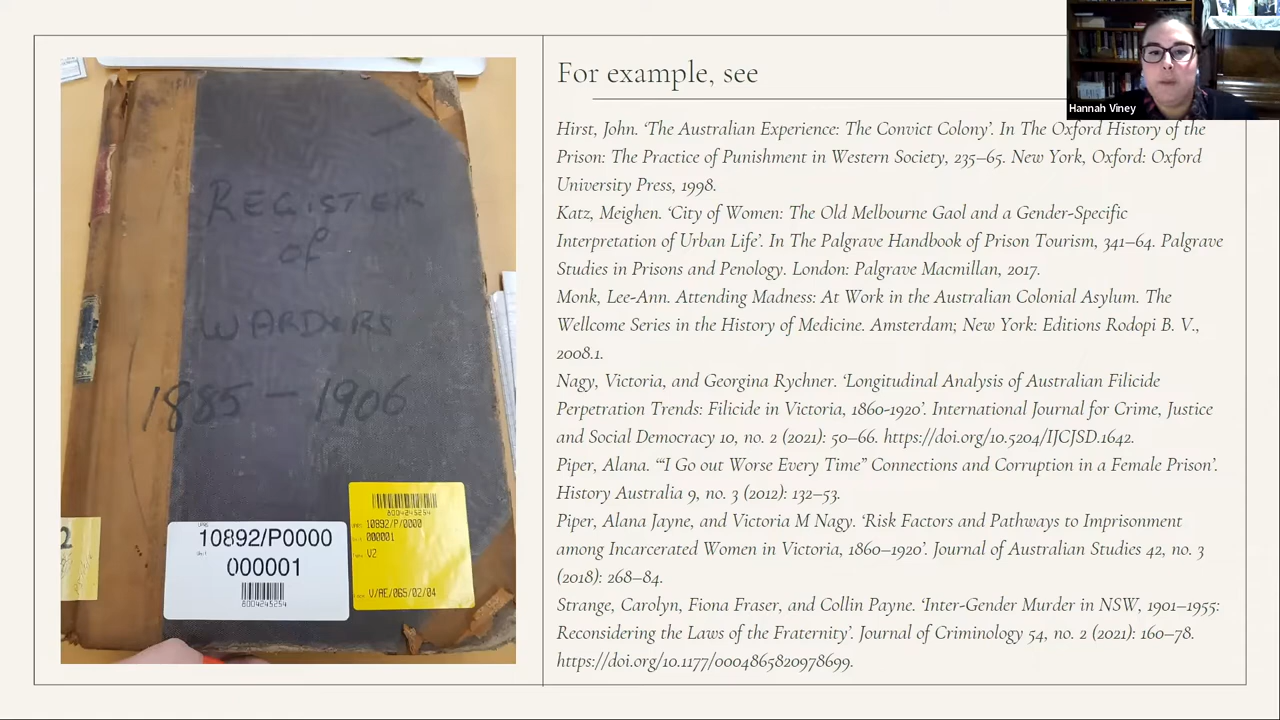 REGISTER
of
WARDERS
1885 – 1906
10892/P0000
000001
8004245254
8004245254
10892/P/0000
000001
V2
V/AE/065/02/04
2
For example, see
Hannah Viney
Hirst, John. ‘The Australian Experience: The Convict Colony’. In The Oxford History of the
Prison: The Practice of Punishment in Western Society, 235–65. New York, Oxford: Oxford
University Press, 1998.
Katz, Meighen. ‘City of Women: The Old Melbourne Gaol and a Gender-Specific
Interpretation of Urban Life’. In The Palgrave Handbook of Prison Tourism, 341–64. Palgrave
Studies in Prisons and Penology. London: Palgrave Macmillan, 2017.
Monk, Lee-Ann. Attending Madness: At Work in the Australian Colonial Asylum. The
Wellcome Series in the History of Medicine. Amsterdam; New York: Editions Rodopi B. V.,
2008.1.
Nagy, Victoria, and Georgina Rychner. ‘Longitudinal Analysis of Australian Filicide
Perpetration Trends: Filicide in Victoria, 1860-1920’. International Journal for Crime, Justice
and Social Democracy 10, no. 2 (2021): 50–66. https://doi.org/10.5204/IJCJSD.1642.
Piper, Alana. ‘“I Go out Worse Every Time” Connections and Corruption in a Female Prison’.
History Australia 9, no. 3 (2012): 132–53.
Piper, Alana Jayne, and Victoria M Nagy. ‘Risk Factors and Pathways to Imprisonment
among Incarcerated Women in Victoria, 1860–1920’. Journal of Australian Studies 42, no. 3
(2018): 268–84.
Strange, Carolyn, Fiona Fraser, and Collin Payne. ‘Inter-Gender Murder in NSW, 1901–1955:
Reconsidering the Laws of the Fraternity’. Journal of Criminology 54, no. 2 (2021): 160–78.
https://doi.org/10.1177/0004865820978699.